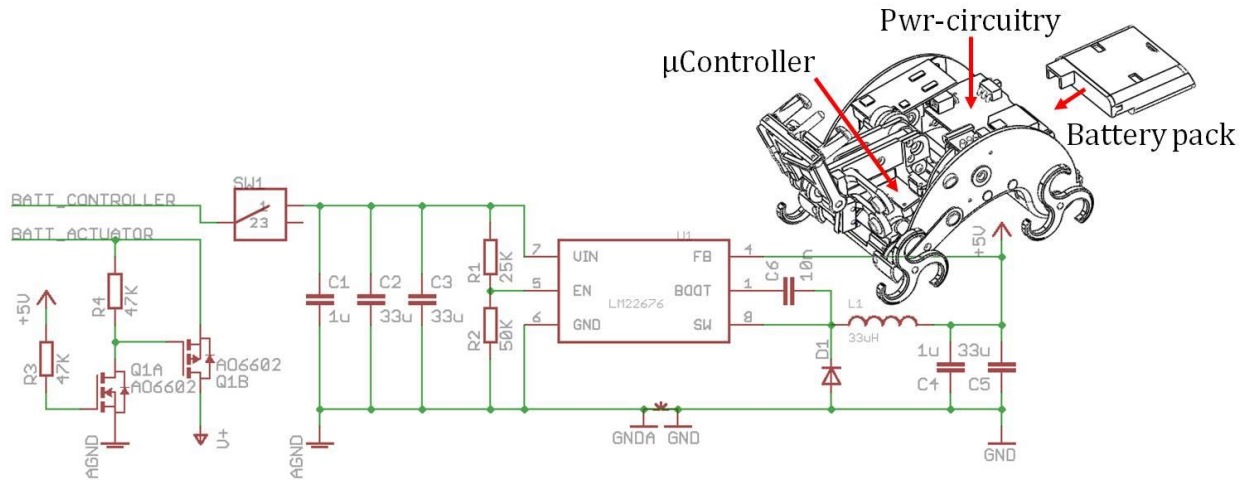 Pwr-circuitry
µController
Battery pack
BATT_CONTROLLER
SW1
1
23
BATT_ACTUATOR
+5V
R4
47K
R3
47K
Q1A
AO6602
AO6602
Q1B
AGND
V+
C1
1u
C2
33u
C3
33u
R1
25K
R2
50K
AGND
U1
7
VIN
5
EN
6
GND
LM22676
FB
4
BOOT
1
SW
8
C6
10n
D1
L1
33uH
+5V
1u
C4
33u
C5
GNDA
GND
GND